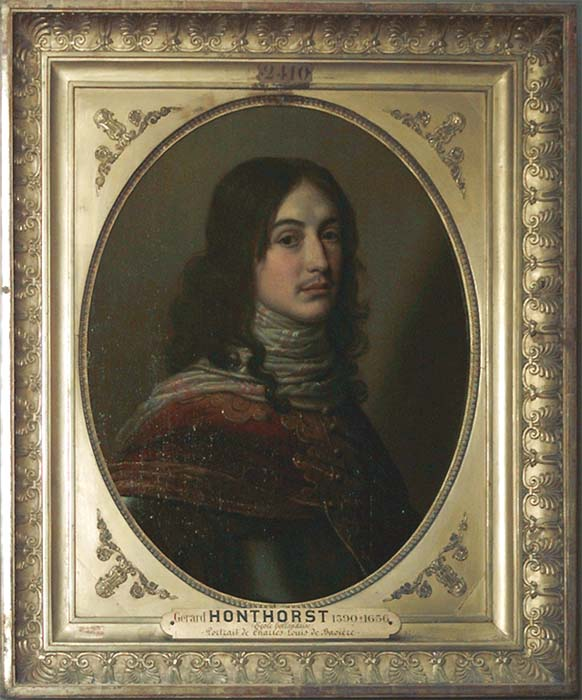 2410
Gerard HONTHORST 1590-1656
École hollandaise
Portrait de Charles-Louis de Bavière